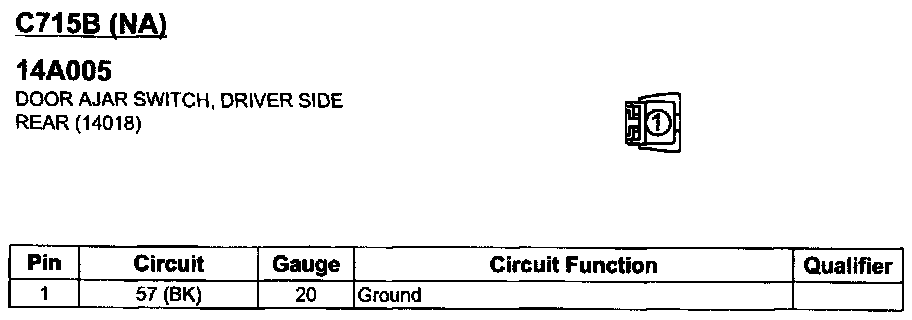 C715B (NA)
14A005
DOOR AJAR SWITCH, DRIVER SIDE
REAR (14018)
1
Pin Circuit Gauge Circuit Function Qualifier
1 57 (BK) 20 Ground